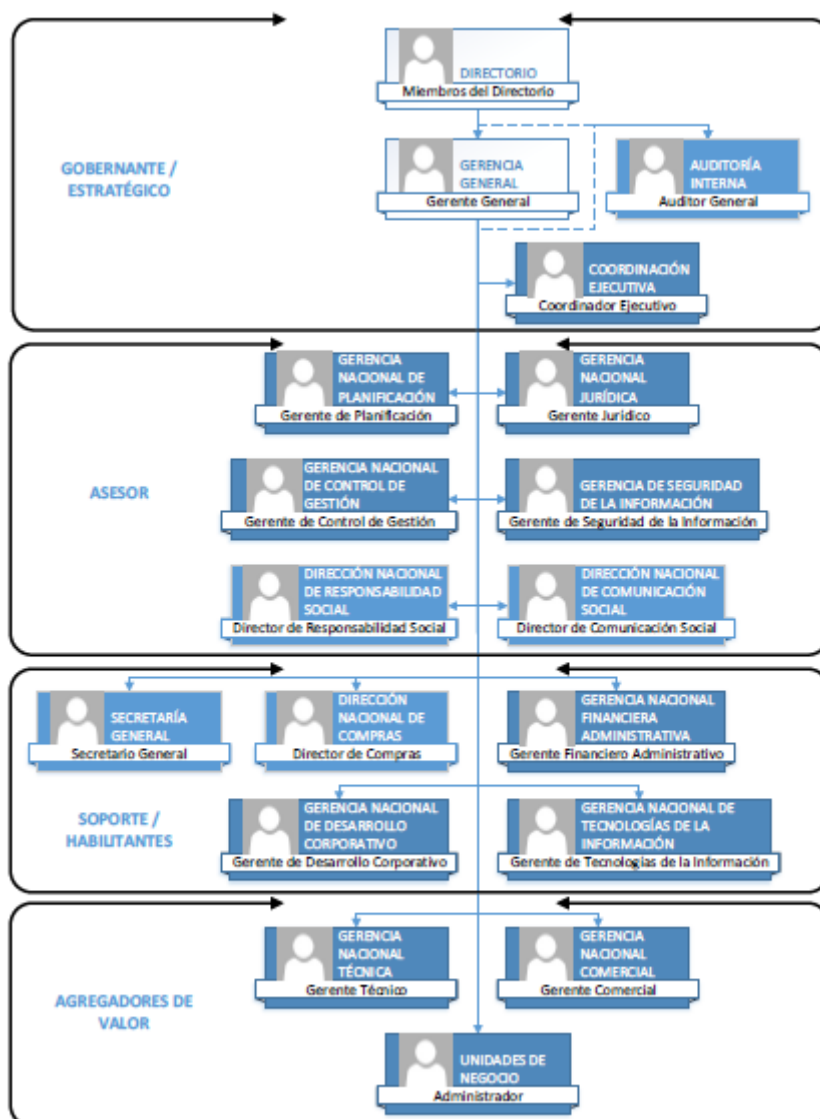 DIRECTORIO
Miembros del Directorio
GOBERNANTE /
ESTRATÉGICO
GERENCIA
GENERAL
Gerente General
AUDITORÍA
INTERNA
Auditor General
COORDINACIÓN
EJECUTIVA
Coordinador Ejecutivo
GERENCIA
NACIONAL DE
PLANIFICACIÓN
Gerente de Planificación
GERENCIA
NACIONAL
JURÍDICA
Gerente Jurídico
ASESOR
GERENCIA NACIONAL
DE CONTROL DE
GESTIÓN
Gerente de Control de Gestión
GERENCIA DE SEGURIDAD
DE LA INFORMACIÓN
Gerente de Seguridad de la Información
DIRECCIÓN NACIONAL
DE RESPONSABILIDAD
SOCIAL
Director de Responsabilidad Social
DIRECCIÓN NACIONAL
DE COMUNICACIÓN
SOCIAL
Director de Comunicación Social
SECRETARÍA
GENERAL
Secretario General
DIRECCIÓN
NACIONAL DE
COMPRAS
Director de Compras
GERENCIA NACIONAL
FINANCIERA
ADMINISTRATIVA
Gerente Financiero Administrativo
SOPORTE /
HABILITANTES
GERENCIA NACIONAL
DE DESARROLLO
CORPORATIVO
Gerente de Desarrollo Corporativo
GERENCIA NACIONAL DE
TECNOLOGÍAS DE LA
INFORMACIÓN
Gerente de Tecnologías de la Información
GERENCIA
NACIONAL
TÉCNICA
Gerente Técnico
GERENCIA
NACIONAL
COMERCIAL
Gerente Comercial
AGREGADORES DE
VALOR
UNIDADES DE
NEGOCIO
Administrador